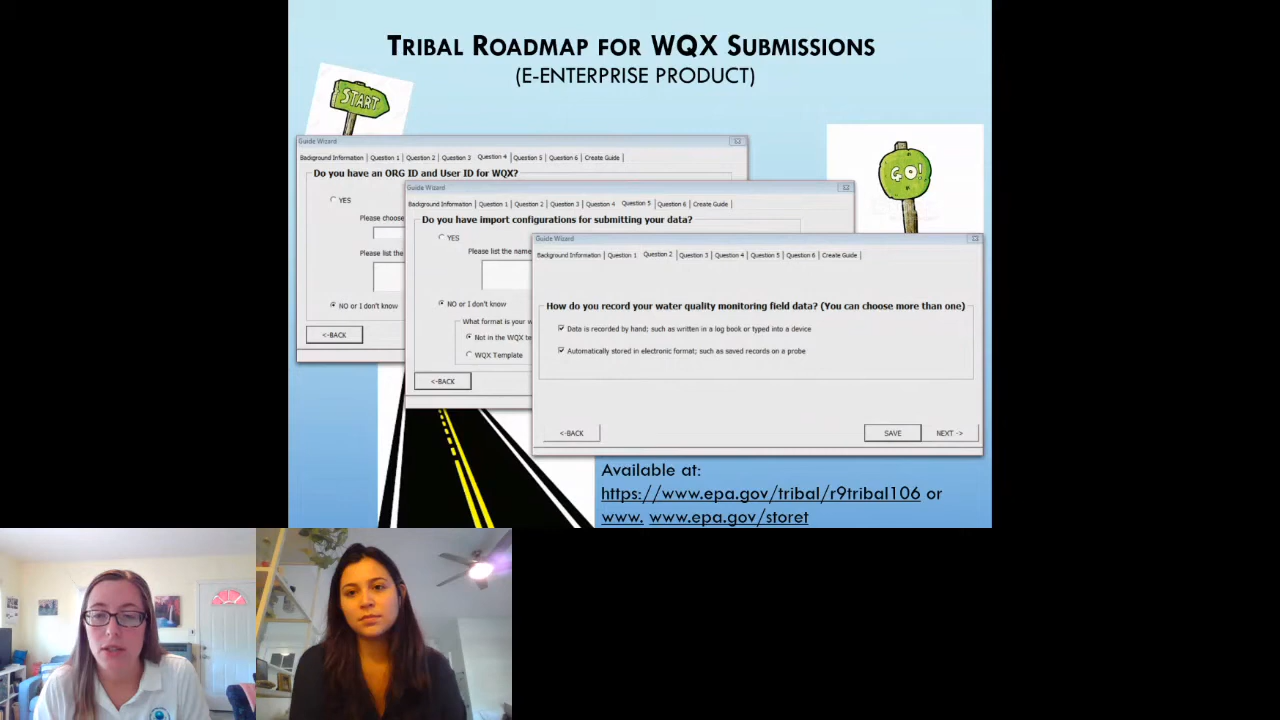 TRIBAL ROADMAP FOR WQX SUBMISSIONS
(E-ENTERPRISE PRODUCT)
START
GO!
Guide Wizard
Background Information Question 1 Question 2 Question 3 Question 4 Question 5 Question 6 Create Guide
Do you have an ORG ID and User ID for WQX?
YES
Please choose
Please list the
NO or I don't know
<-BACK
Guide Wizard
Background Information Question 1 Question 2 Question 3 Question 4 Question 5 Question 6 Create Guide
Do you have import configurations for submitting your data?
YES
Please list the name
NO or I don't know
What format is your w
Not in the WQX te
WQX Template
<-BACK
Guide Wizard
Background Information Question 1 Question 2 Question 3 Question 4 Question 5 Question 6 Create Guide
How do you record your water quality monitoring field data? (You can choose more than one)
Data is recorded by hand; such as written in a log book or typed into a device
Automatically stored in electronic format; such as saved records on a probe
<-BACK SAVE NEXT ->
Available at:
https://www.epa.gov/tribal/r9tribal106 or
www. www.epa.gov/storet